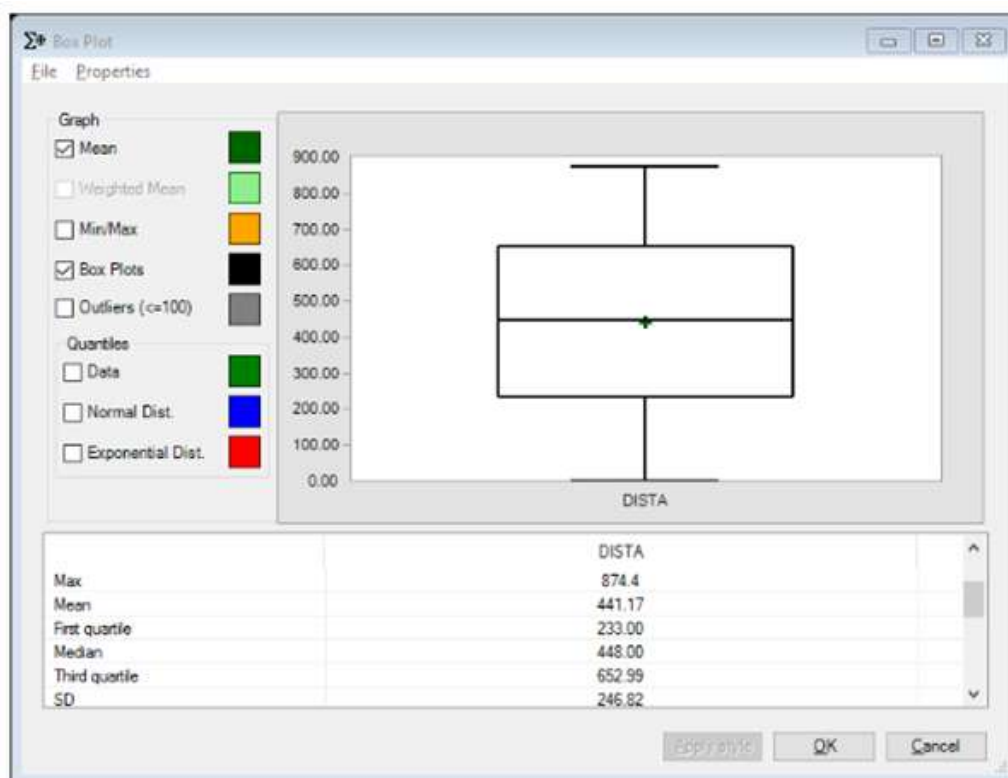 Σ Box Plot
File Properties
Graph
Mean
Weighted Mean
Min/Max
Box Plots
Outliers (<=100)
Quantiles
Data
Normal Dist.
Exponential Dist.
900.00
800.00
700.00
600.00
500.00
400.00
300.00
200.00
100.00
0.00
DISTA
DISTA
Max 874.4
Mean 441.17
First quartile 233.00
Median 448.00
Third quartile 652.99
SD 246.82
Apply style OK Cancel